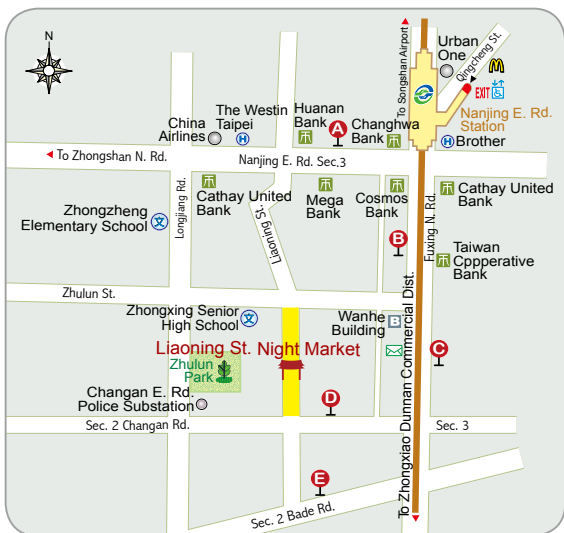 N
To Songshan Airport
Urban
One
Qingcheng St.
EXIT
Nanjing E. Rd.
Station
H Brother
China
Airlines
The Westin
Taipei
H
Huanan
Bank
A
Changhwa
Bank
To Zhongshan N. Rd.
Nanjing E. Rd Sec.3
Cathay United
Bank
Mega
Bank
Cosmos
Bank
Cathay United
Bank
Longjiang Rd.
Liaoning St.
Fuxing N. Rd.
Zhongzheng
Elementary School
文
B
Taiwan
Cppperative
Bank
Zhulun St.
Zhongxing Senior
High School
文
Wanhe
Building
B
Liaoning St. Night Market
Zhulun
Park
C
Changan E. Rd.
Police Substation
D
To Zhongxiao Dunnan Commercial Dist.
Sec. 2 Changan Rd.
Sec. 3
E
Sec. 2 Bade Rd.